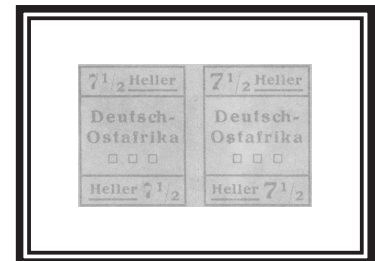 7 1/2 Heller
Deutsch-
Ostafrika
Heller 7 1/2
7 1/2 Heller
Deutsch-
Ostafrika
Heller 7 1/2